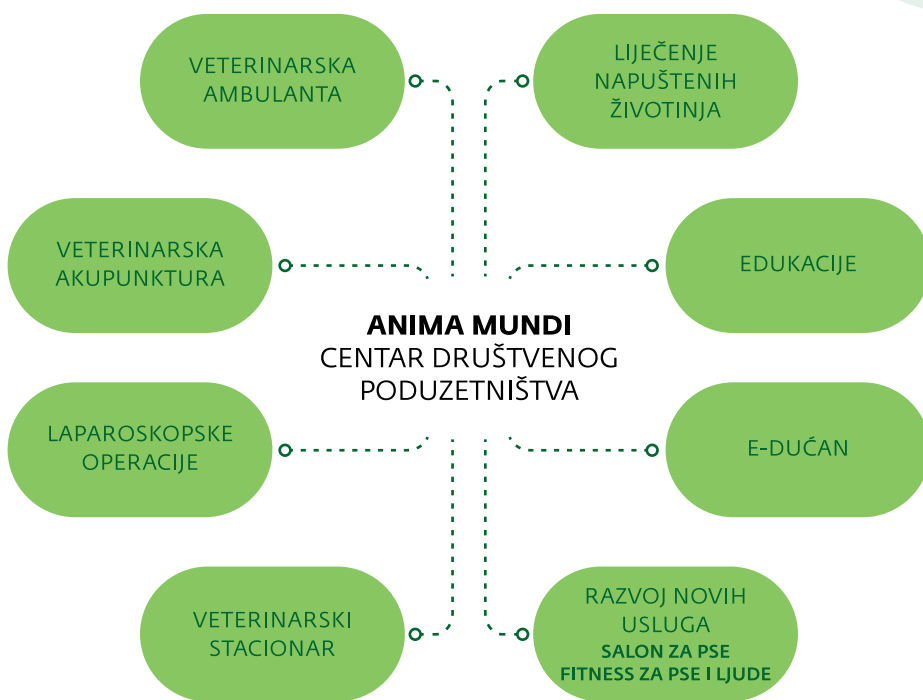 VETERINARSKA
AMBULANTA
LIJEČENJE
NAPUŠTENIH
ŽIVOTINJA
VETERINARSKA
AKUPUNKTURA
EDUKACIJE
ANIMA MUNDI
CENTAR DRUŠTVENOG
PODUZETNIŠTVA
LAPAROSKOPSKE
OPERACIJE
E-DUĆAN
VETERINARSKI
STACIONAR
RAZVOJ NOVIH
USLUGA
SALON ZA PSE
FITNESS ZA PSE I LJUDE